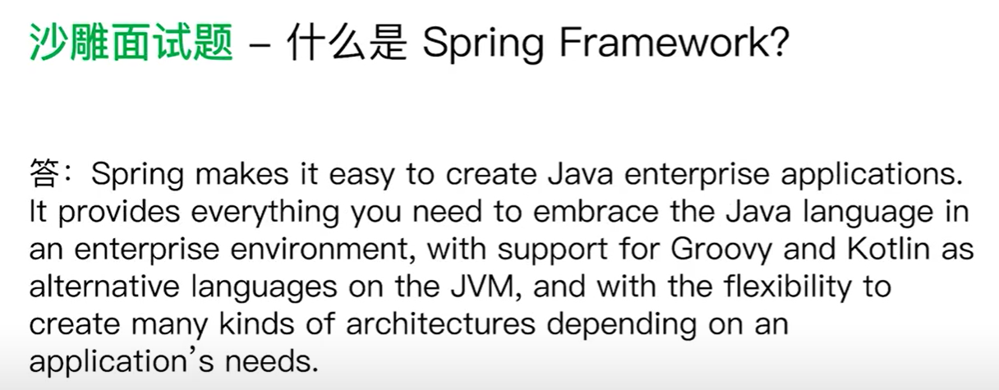 沙雕面试题 – 什么是 Spring Framework?
答：Spring makes it easy to create Java enterprise applications.
It provides everything you need to embrace the Java language in
an enterprise environment, with support for Groovy and Kotlin as
alternative languages on the JVM, and with the flexibility to
create many kinds of architectures depending on an
application’s needs.